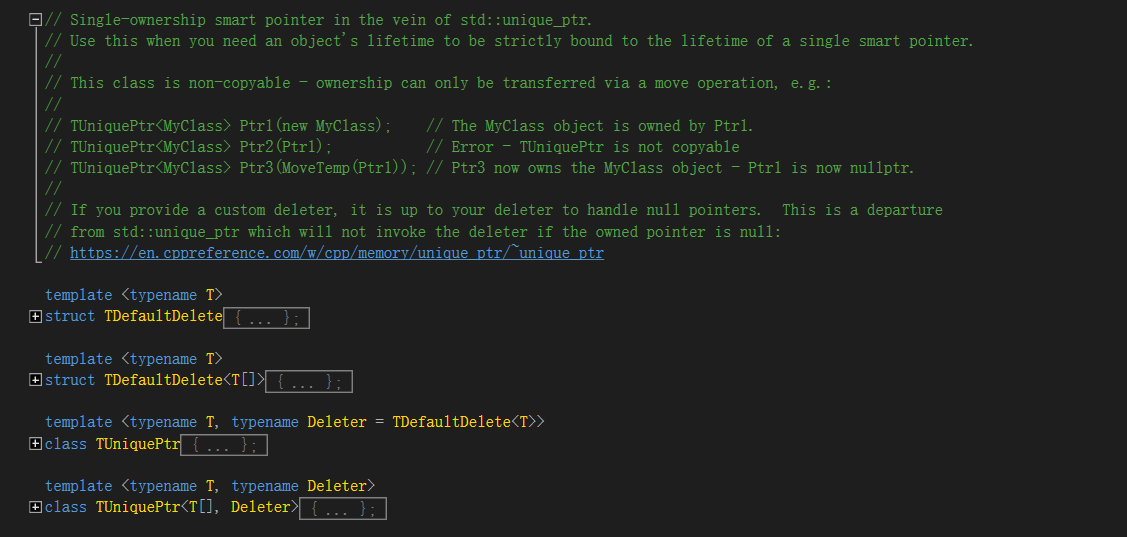 // Single-ownership smart pointer in the vein of std::unique_ptr.
// Use this when you need an object's lifetime to be strictly bound to the lifetime of a single smart pointer.
//
// This class is non-copyable - ownership can only be transferred via a move operation, e.g.:
//
// TUniquePtr<MyClass> Ptr1(new MyClass);    // The MyClass object is owned by Ptr1.
// TUniquePtr<MyClass> Ptr2(Ptr1);           // Error - TUniquePtr is not copyable
// TUniquePtr<MyClass> Ptr3(MoveTemp(Ptr1)); // Ptr3 now owns the MyClass object - Ptr1 is now nullptr.
//
// If you provide a custom deleter, it is up to your deleter to handle null pointers.  This is a departure
// from std::unique_ptr which will not invoke the deleter if the owned pointer is null:
// https://en.cppreference.com/w/cpp/memory/unique_ptr/~unique_ptr
template <typename T>
struct TDefaultDelete{ ... };
template <typename T>
struct TDefaultDelete<T[]>{ ... };
template <typename T, typename Deleter = TDefaultDelete<T>>
class TUniquePtr{ ... };
template <typename T, typename Deleter>
class TUniquePtr<T[], Deleter>{ ... };